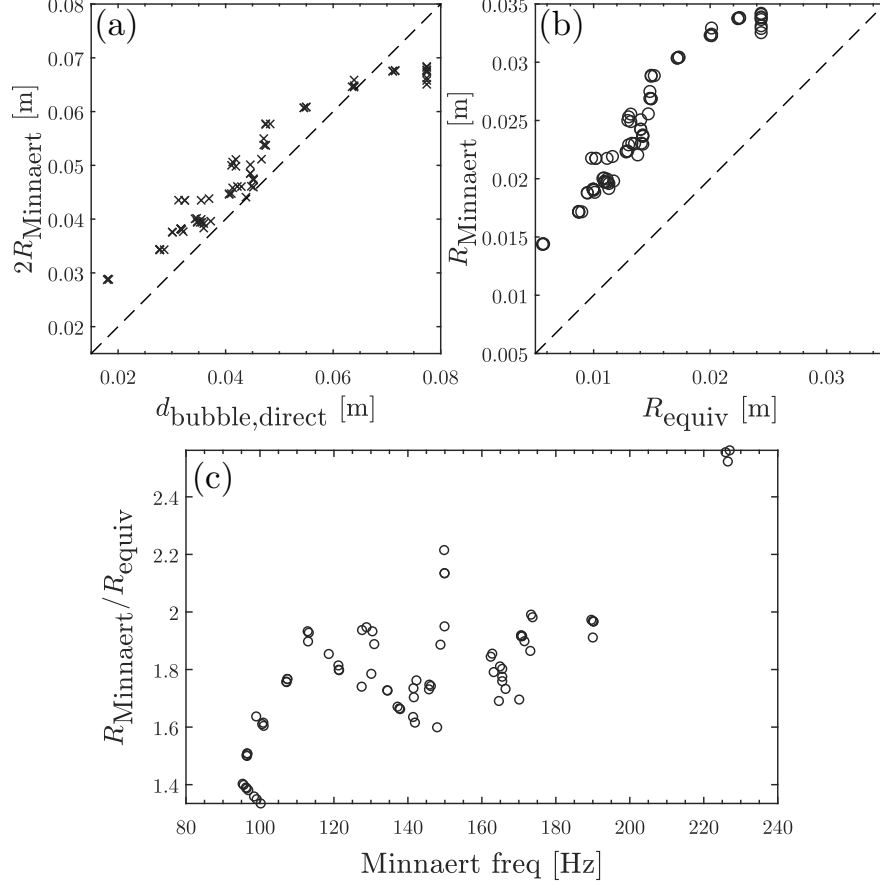 (a)
0.08
0.07
0.06
0.05
0.04
0.03
0.02
2R_Minnaert [m]
0.02 0.04 0.06 0.08
d_bubble,direct [m]
(b)
0.035
0.03
0.025
0.02
0.015
0.01
0.005
R_Minnaert [m]
0.01 0.02 0.03
R_equiv [m]
(c)
2.4
2.2
2
1.8
1.6
1.4
R_Minnaert/R_equiv
80 100 120 140 160 180 200 220 240
Minnaert freq [Hz]